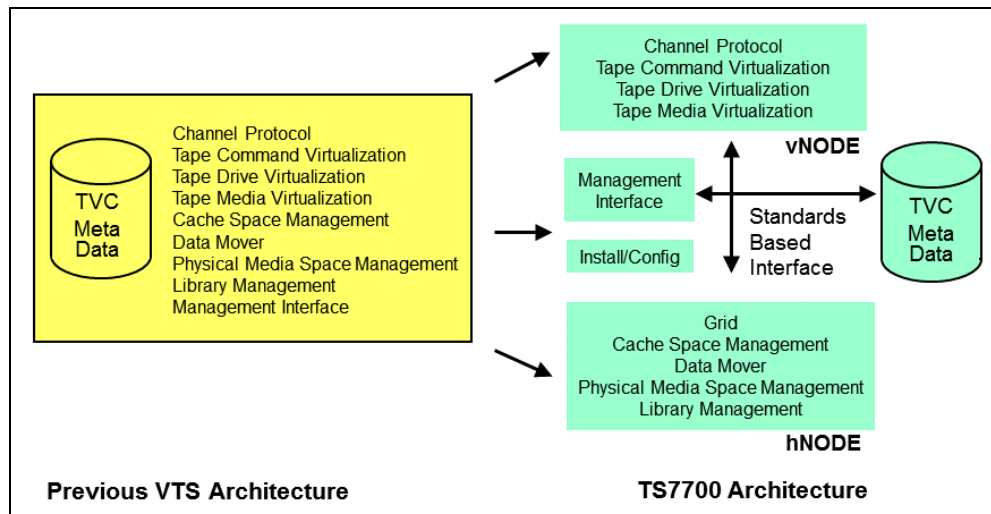 TVC
Meta
Data
Channel Protocol
Tape Command Virtualization
Tape Drive Virtualization
Tape Media Virtualization
Cache Space Management
Data Mover
Physical Media Space Management
Library Management
Management Interface
Previous VTS Architecture
Channel Protocol
Tape Command Virtualization
Tape Drive Virtualization
Tape Media Virtualization
vNODE
Management
Interface
Install/Config
Standards
Based
Interface
TVC
Meta
Data
Grid
Cache Space Management
Data Mover
Physical Media Space Management
Library Management
hNODE
TS7700 Architecture